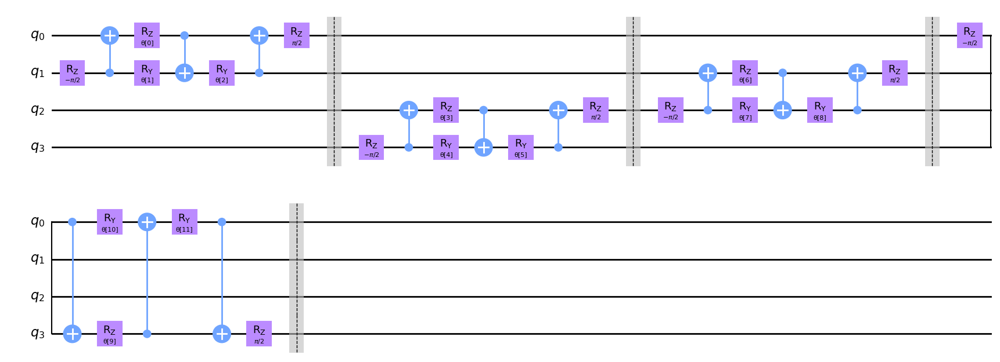 q0 RZ θ[0] RZ π/2 RZ −π/2
q1 RZ −π/2 RY θ[1] RY θ[2] RZ θ[6] RZ π/2
q2 RZ θ[3] RZ π/2 RZ −π/2 RY θ[7] RY θ[8]
q3 RZ −π/2 RY θ[4] RY θ[5]
q0 RY θ[10] RY θ[11]
q1
q2
q3 RZ θ[9] RZ π/2